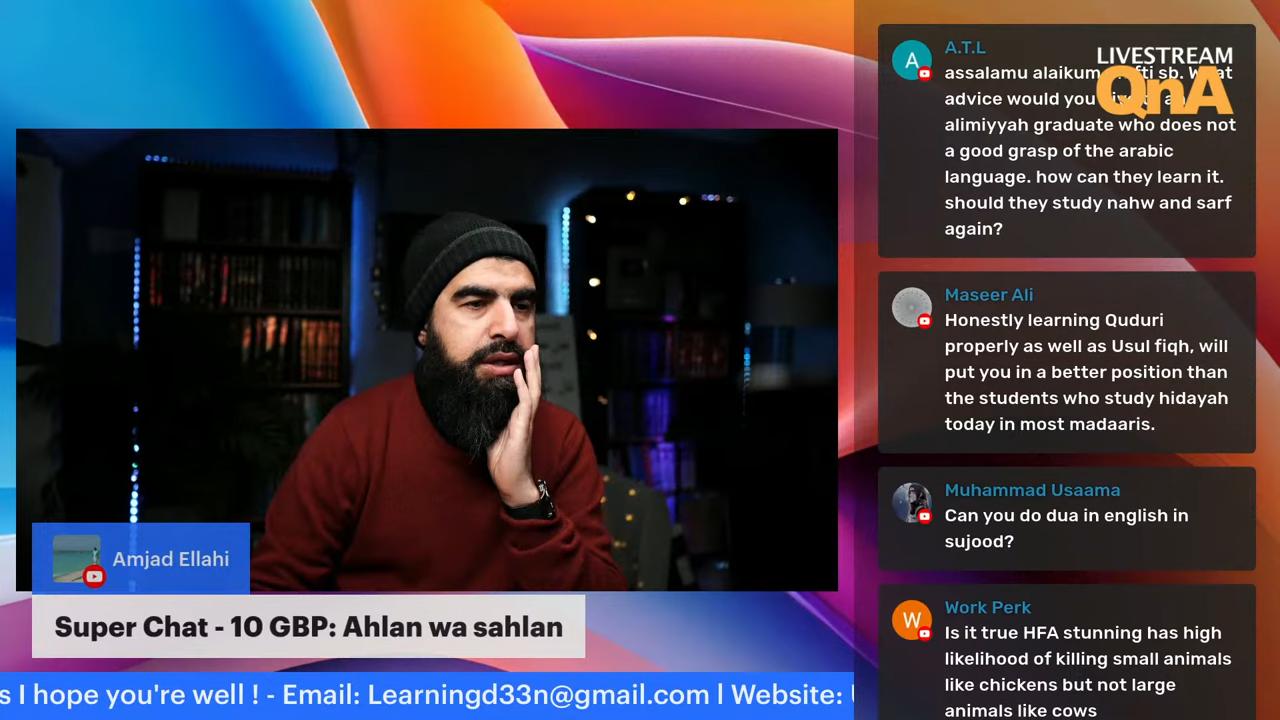 LIVESTREAM
QnA
A.T.L
assalamu alaikum sb.
advice would you
alimiyyah graduate who does not
a good grasp of the arabic
language. how can they learn it.
should they study nahw and sarf
again?
Maseer Ali
Honestly learning Quduri
properly as well as Usul fiqh, will
put you in a better position than
the students who study hidayah
today in most madaaris.
Muhammad Usaama
Can you do dua in english in
sujood?
W
Work Perk
Is it true HFA stunning has high
likelihood of killing small animals
like chickens but not large
animals like cows
A
Amjad Ellahi
Super Chat - 10 GBP: Ahlan wa sahlan
s I hope you're well ! - Email: Learningd33n@gmail.com l Website: